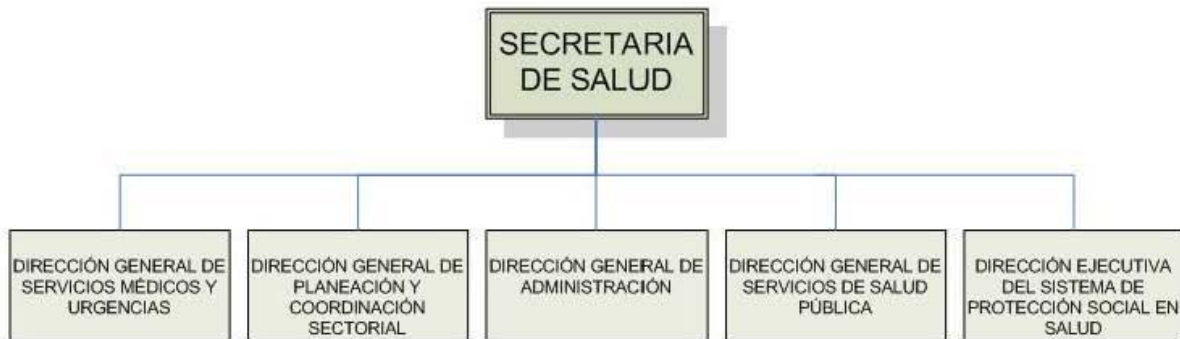 SECRETARIA
DE SALUD
DIRECCIÓN GENERAL DE
SERVICIOS MÉDICOS Y
URGENCIAS
DIRECCIÓN GENERAL DE
PLANEACIÓN Y
COORDINACIÓN
SECTORIAL
DIRECCIÓN GENERAL DE
ADMINISTRACIÓN
DIRECCIÓN GENERAL DE
SERVICIOS DE SALUD
PÚBLICA
DIRECCIÓN EJECUTIVA
DEL SISTEMA DE
PROTECCIÓN SOCIAL EN
SALUD